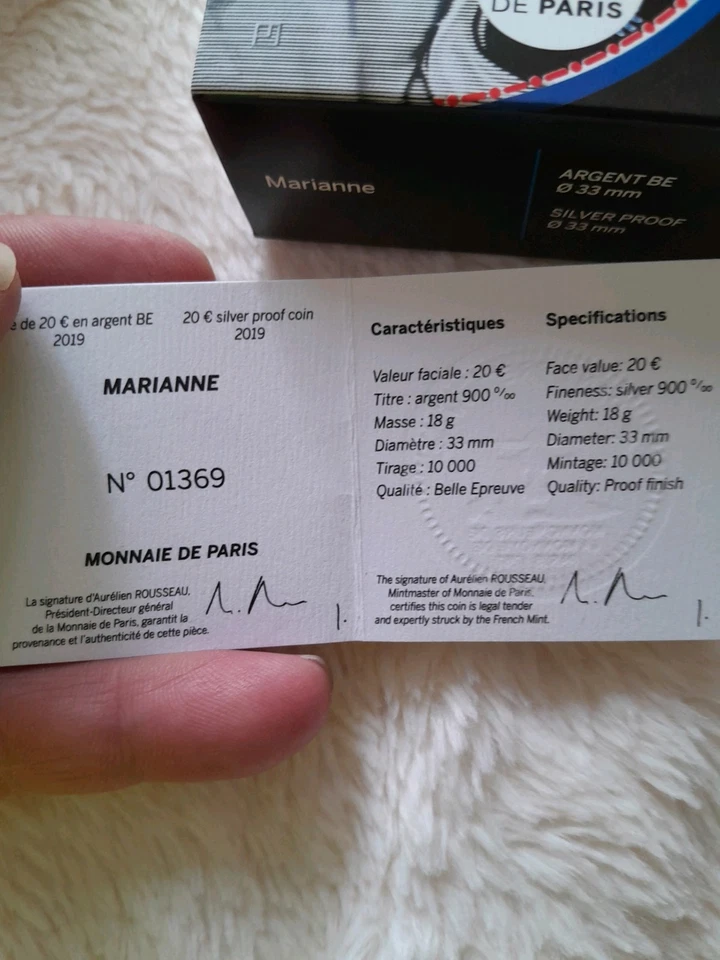 DE PARIS
Marianne
ARGENT BE
Ø 33 mm
SILVER PROOF
Ø 33 mm
de 20 € en argent BE
2019
20 € silver proof coin
2019
MARIANNE
N° 01369
MONNAIE DE PARIS
La signature d'Aurélien ROUSSEAU,
Président-Directeur général
de la Monnaie de Paris, garantit la
provenance et l'authenticité de cette pièce.
Caractéristiques
Valeur faciale : 20 €
Titre : argent 900 °/oo
Masse : 18 g
Diamètre : 33 mm
Tirage : 10 000
Qualité : Belle Epreuve
Specifications
Face value: 20 €
Fineness: silver 900 °/oo
Weight: 18 g
Diameter: 33 mm
Mintage: 10 000
Quality: Proof finish
The signature of Aurélien ROUSSEAU,
Mintmaster of Monnaie de Paris,
certifies this coin is legal tender
and expertly struck by the French Mint.